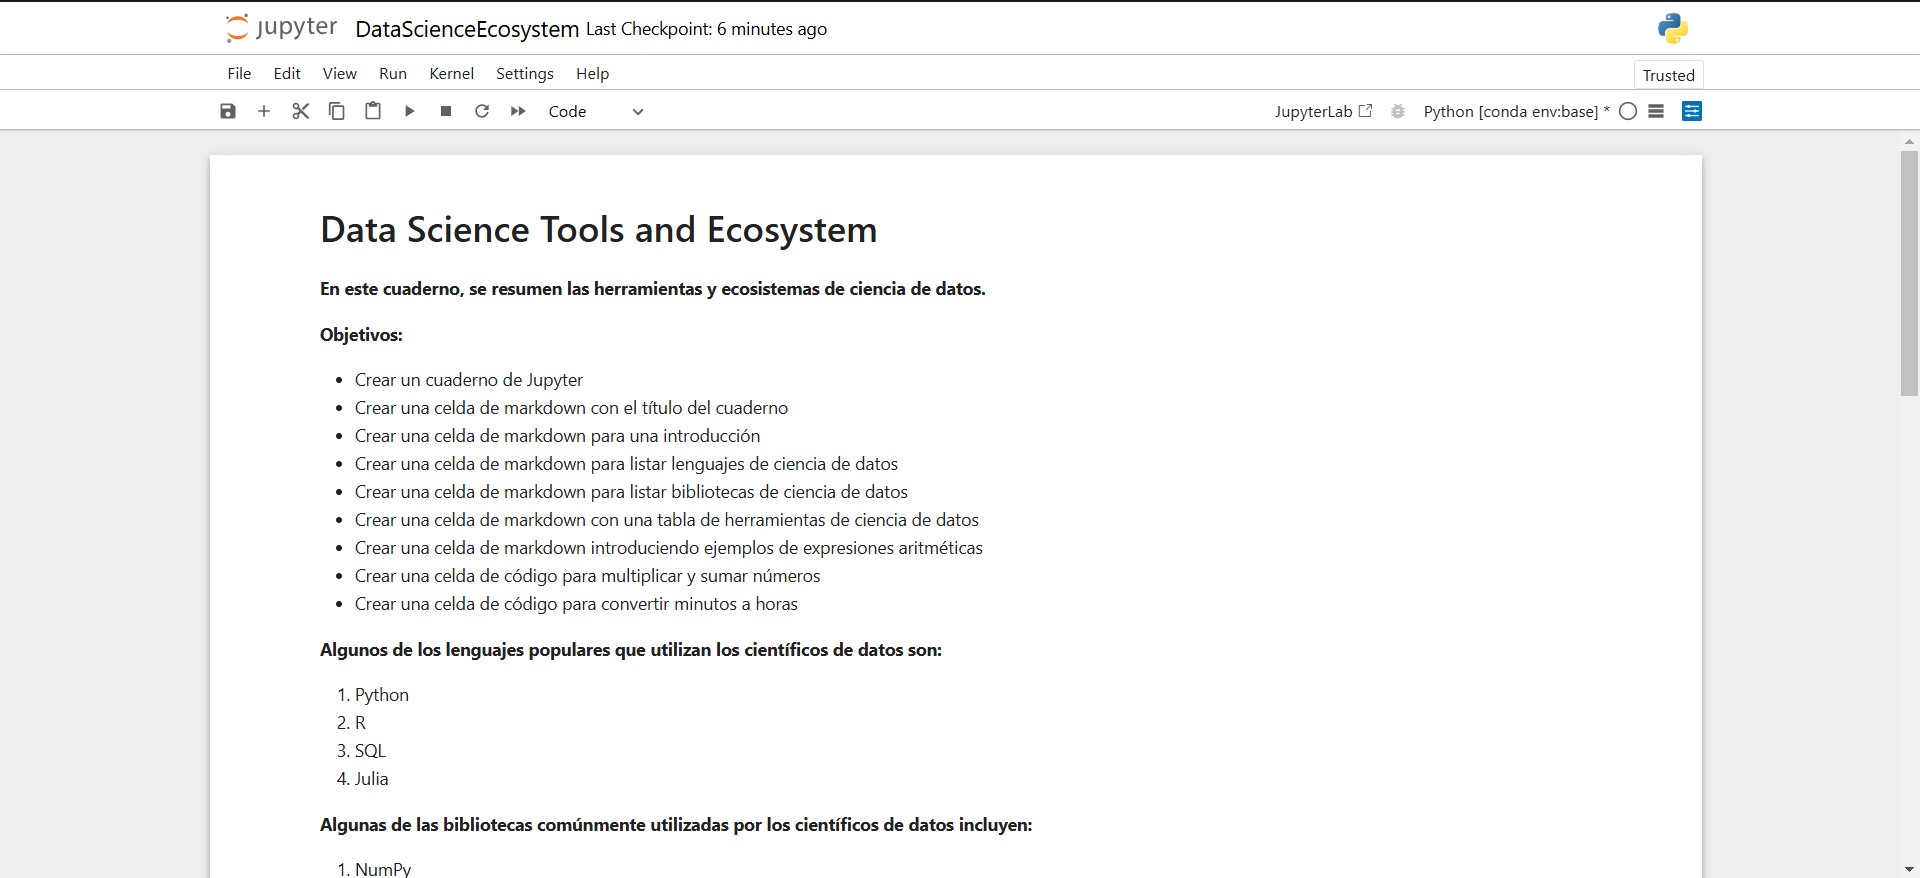 jupyter DataScienceEcosystem Last Checkpoint: 6 minutes ago
File Edit View Run Kernel Settings Help
Trusted
Code JupyterLab Python [conda env:base] *
Data Science Tools and Ecosystem
En este cuaderno, se resumen las herramientas y ecosistemas de ciencia de datos.
Objetivos:
• Crear un cuaderno de Jupyter
• Crear una celda de markdown con el título del cuaderno
• Crear una celda de markdown para una introducción
• Crear una celda de markdown para listar lenguajes de ciencia de datos
• Crear una celda de markdown para listar bibliotecas de ciencia de datos
• Crear una celda de markdown con una tabla de herramientas de ciencia de datos
• Crear una celda de markdown introduciendo ejemplos de expresiones aritméticas
• Crear una celda de código para multiplicar y sumar números
• Crear una celda de código para convertir minutos a horas
Algunos de los lenguajes populares que utilizan los científicos de datos son:
1. Python
2. R
3. SQL
4. Julia
Algunas de las bibliotecas comúnmente utilizadas por los científicos de datos incluyen:
1. NumPy